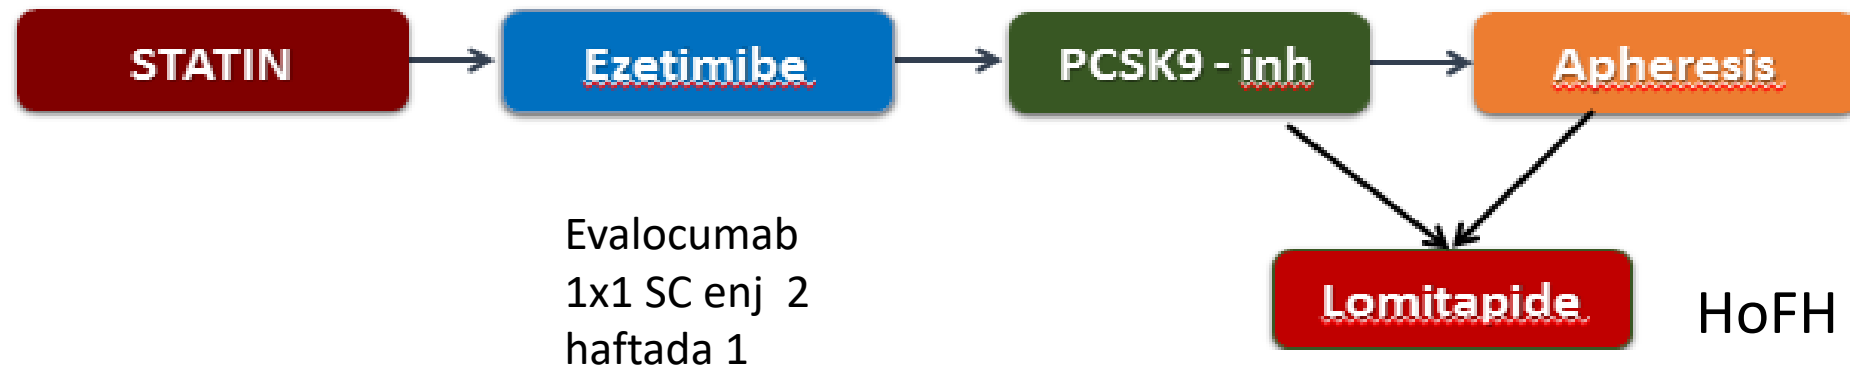 STATIN
Ezetimibe
PCSK9 - inh
Apheresis
Evalocumab
1x1 SC enj 2
haftada 1
Lomitapide
HoFH